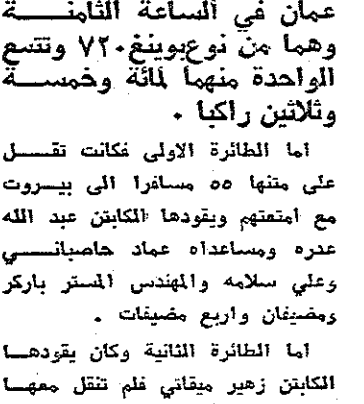 عمان في الساعة الثامنة
وهما من نوع بوينغ ٧٢٠ وتتسع
الواحدة منهما لمائة وخمسة
وثلاثين راكبا .
اما الطائرة الاولى فكانت تقل
على متنها ٥٥ مسافرا الى بيروت
مع امتعتهم ويقودها الكابتن عبد الله
عدره ومساعداه عماد حاصباني
وعلي سلامه والمهندس المستر باركر
ومضيفان واربع مضيفات .
اما الطائرة الثانية وكان يقودها
الكابتن زهير ميقاتي فلم تنقل معها